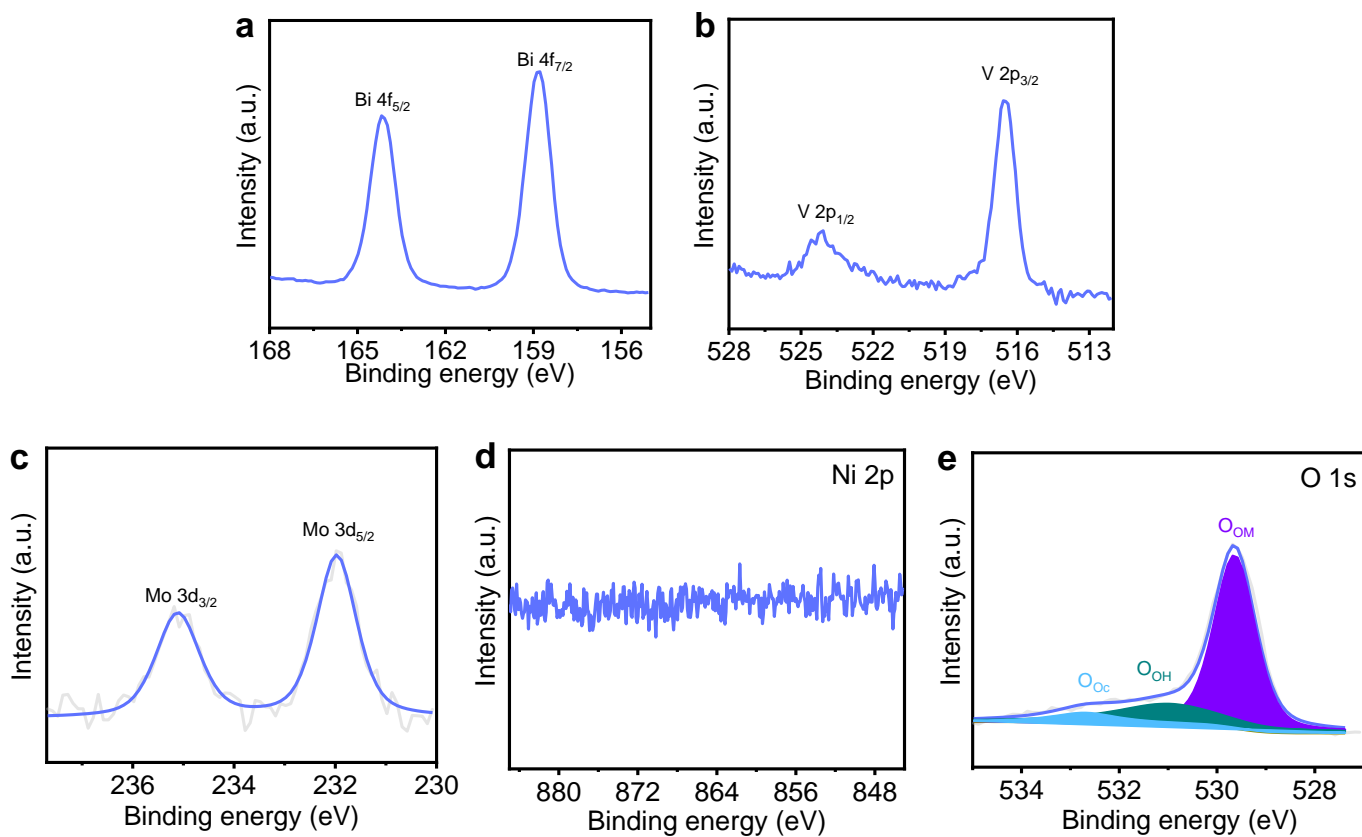 a
Bi 4f7/2
Bi 4f5/2
Intensity (a.u.)
168 165 162 159 156
Binding energy (eV)
b
V 2p3/2
V 2p1/2
Intensity (a.u.)
528 525 522 519 516 513
Binding energy (eV)
c
Mo 3d5/2
Mo 3d3/2
Intensity (a.u.)
236 234 232 230
Binding energy (eV)
d
Ni 2p
Intensity (a.u.)
880 872 864 856 848
Binding energy (eV)
e
O 1s
OOM
OOH
OOc
Intensity (a.u.)
534 532 530 528
Binding energy (eV)